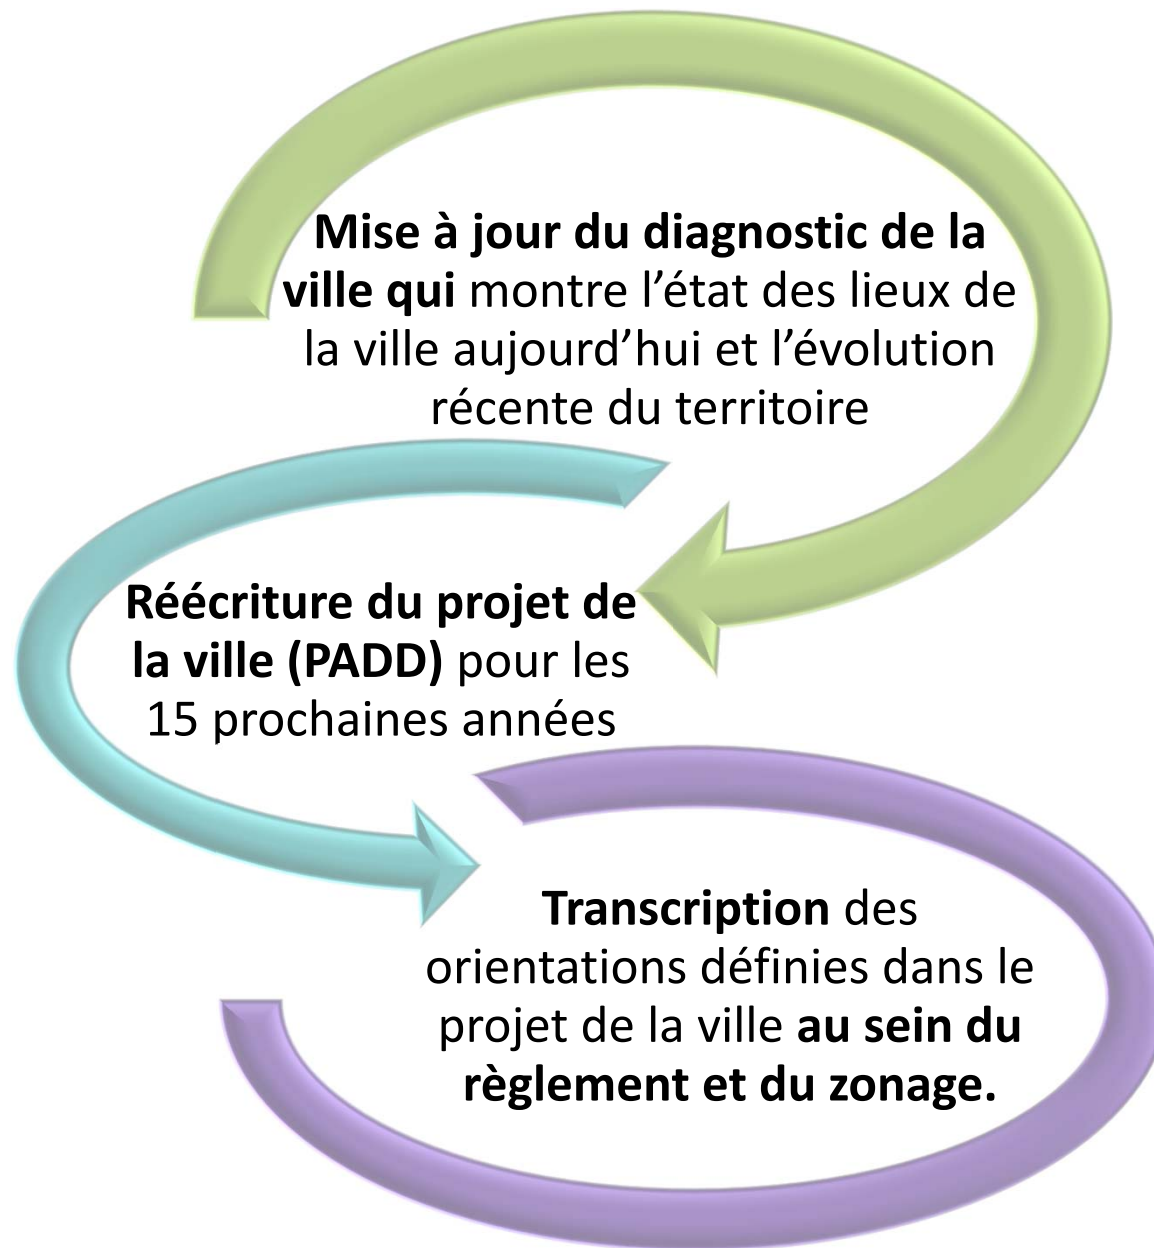 Mise à jour du diagnostic de la
ville qui montre l’état des lieux de
la ville aujourd’hui et l’évolution
récente du territoire
Réécriture du projet de
la ville (PADD) pour les
15 prochaines années
Transcription des
orientations définies dans le
projet de la ville au sein du
règlement et du zonage.